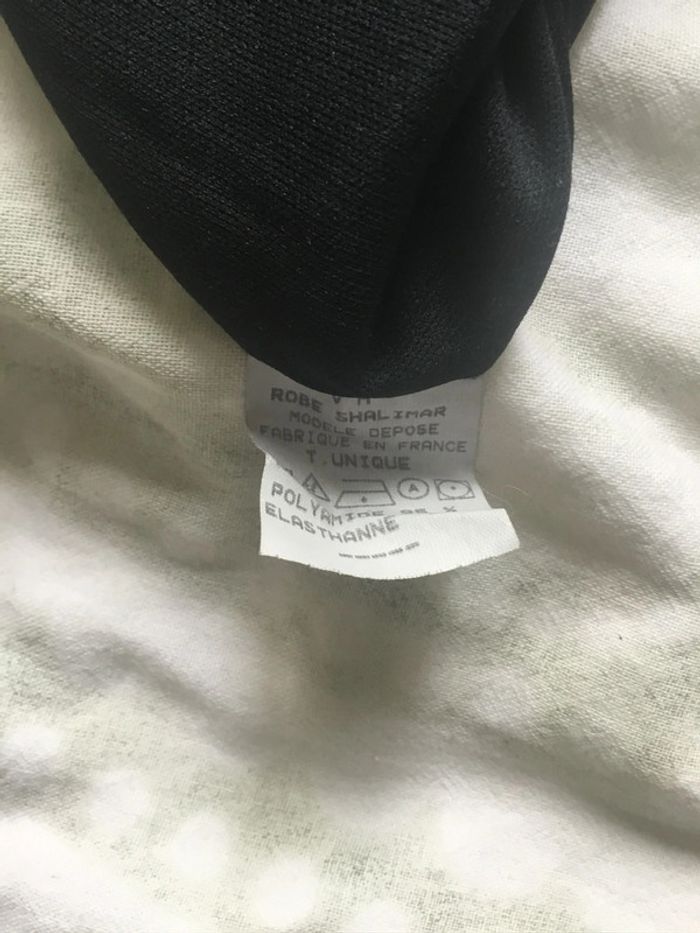 ROBE V M
SHALIMAR
MODELE DEPOSE
FABRIQUE EN FRANCE
T. UNIQUE
A
POLYAMIDE
ELASTHANNE